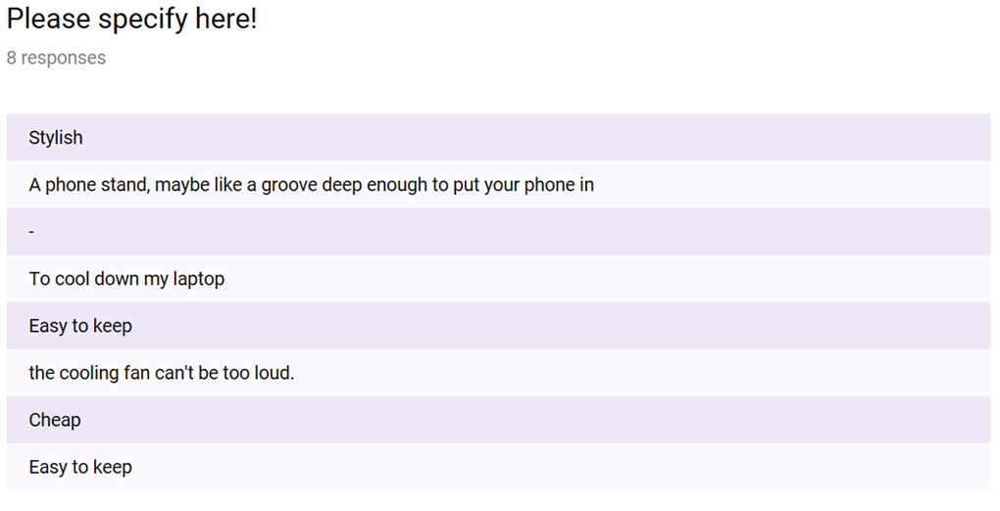 Please specify here!
8 responses
Stylish
A phone stand, maybe like a groove deep enough to put your phone in
-
To cool down my laptop
Easy to keep
the cooling fan can't be too loud.
Cheap
Easy to keep